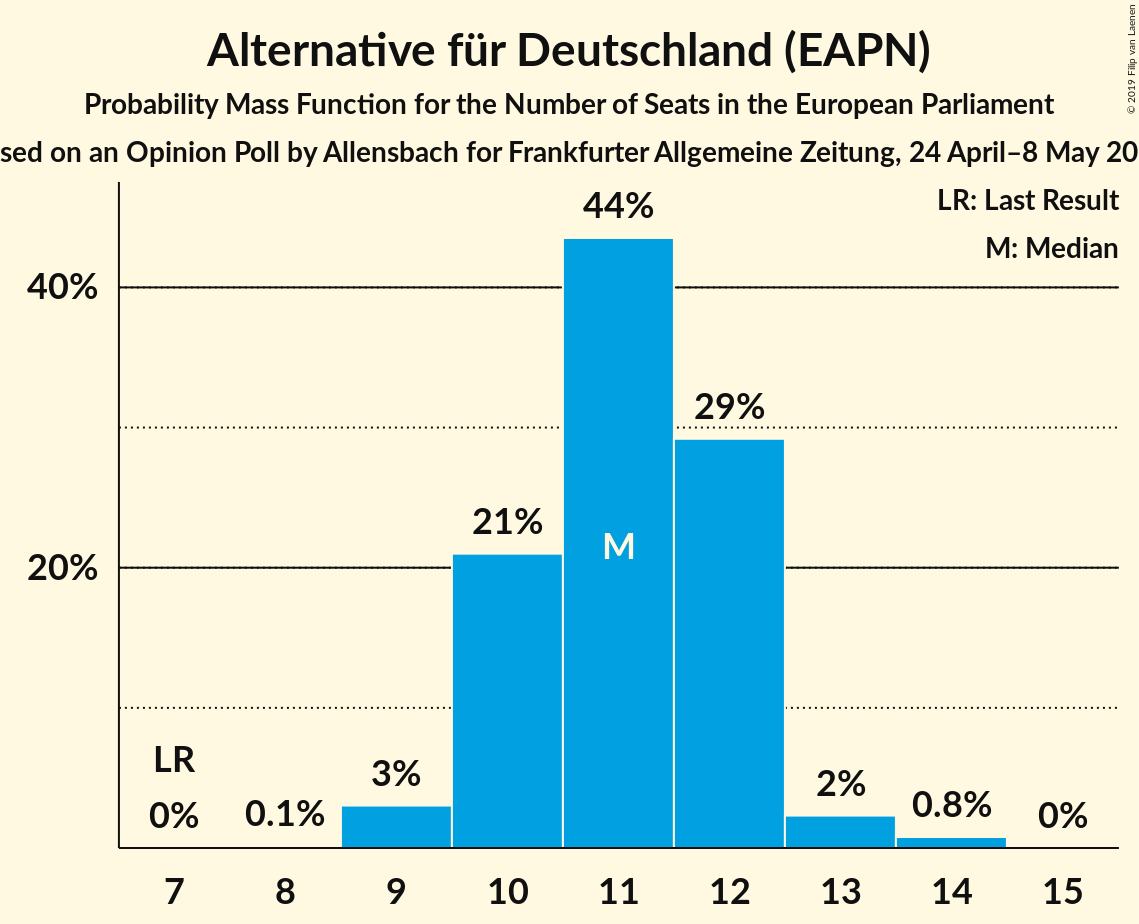 Alternative für Deutschland (EAPN)
Probability Mass Function for the Number of Seats in the European Parliament
sed on an Opinion Poll by Allensbach for Frankfurter Allgemeine Zeitung, 24 April–8 May 20
© 2019 Filip van Laenen
LR: Last Result
M: Median
44%
40%
29%
21%
M
20%
LR
3%
2%
0.8%
0%
0.1%
0%
7 8 9 10 11 12 13 14 15